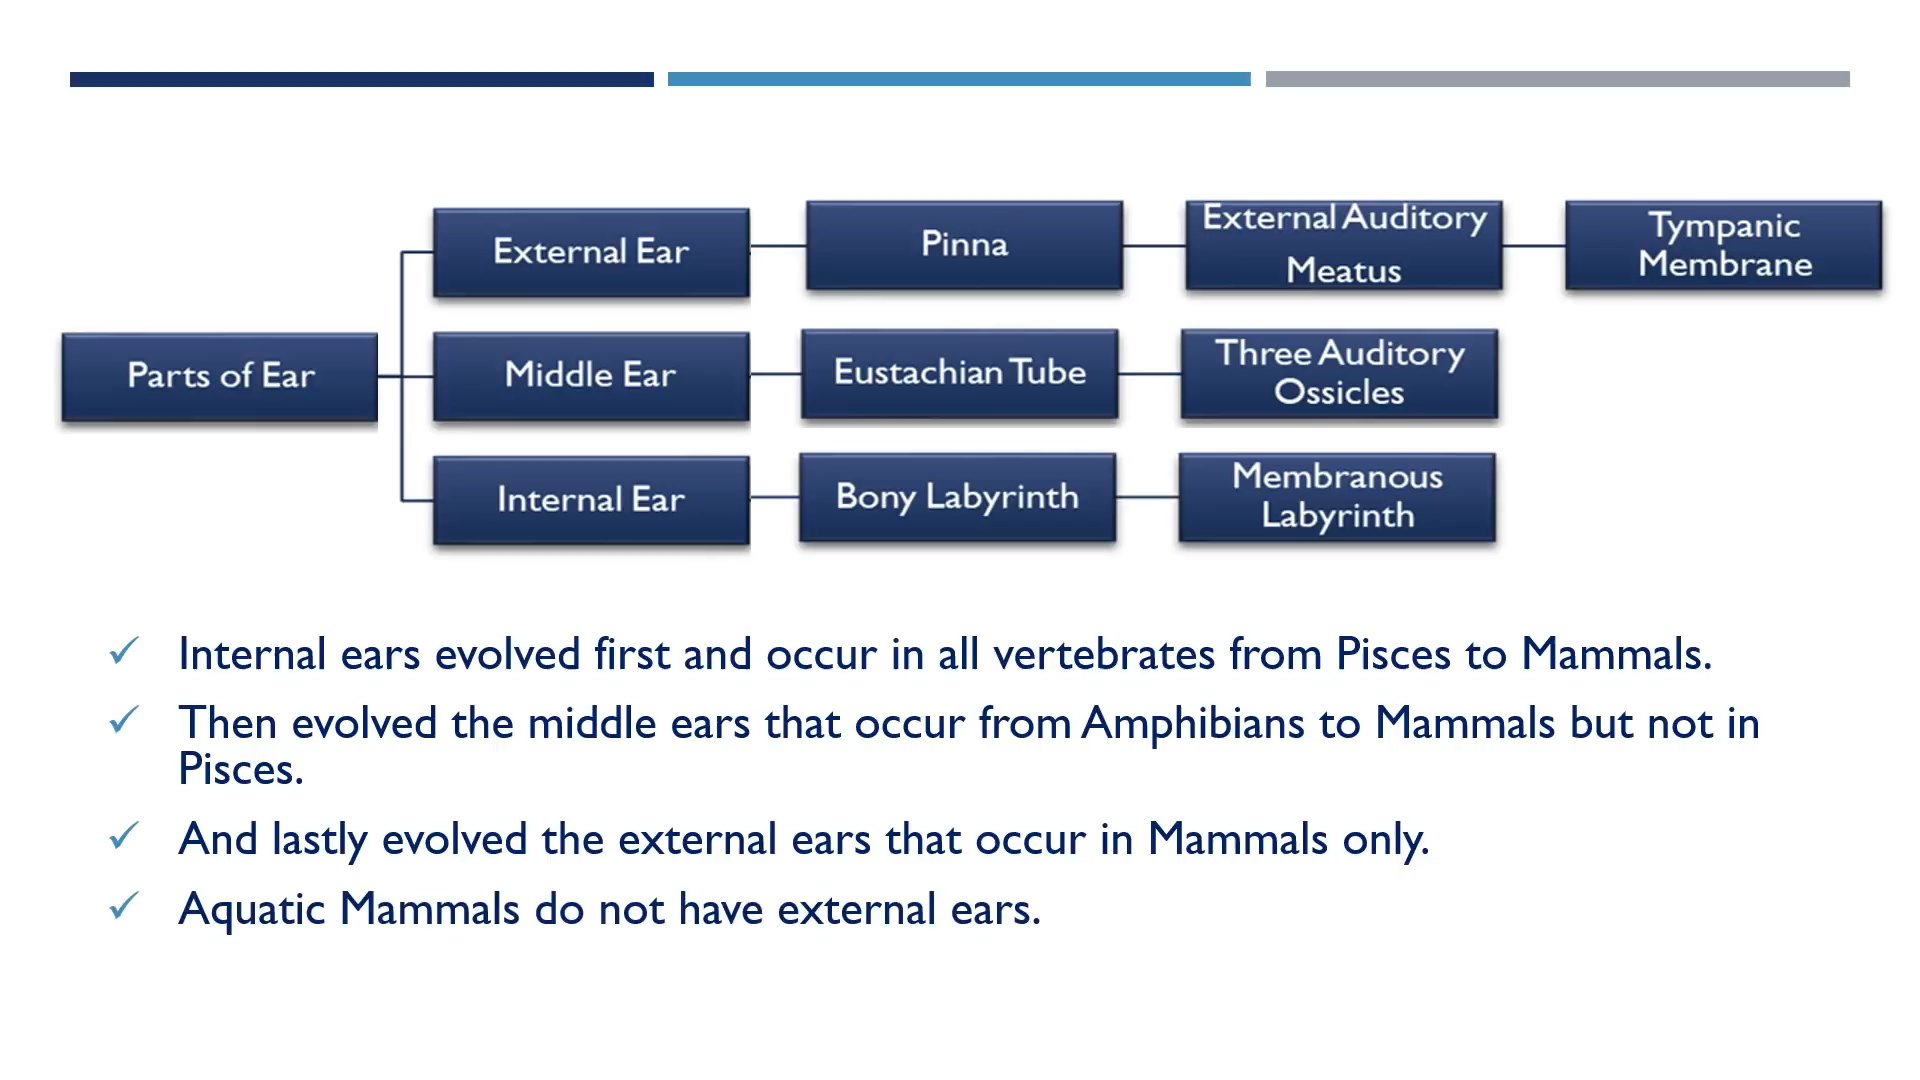 External Ear
Pinna
External Auditory
Meatus
Tympanic
Membrane
Parts of Ear
Middle Ear
Eustachian Tube
Three Auditory
Ossicles
Internal Ear
Bony Labyrinth
Membranous
Labyrinth
✓ Internal ears evolved first and occur in all vertebrates from Pisces to Mammals.
✓ Then evolved the middle ears that occur from Amphibians to Mammals but not in
Pisces.
✓ And lastly evolved the external ears that occur in Mammals only.
✓ Aquatic Mammals do not have external ears.